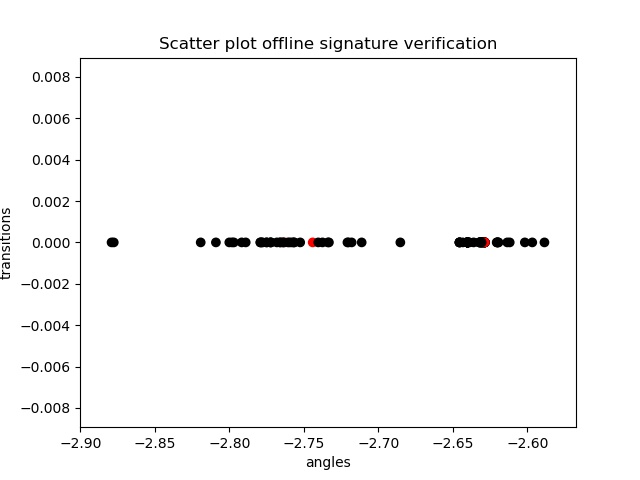 Scatter plot offline signature verification
0.008
0.006
0.004
0.002
0.000
−0.002
−0.004
−0.006
−0.008
transitions
−2.90 −2.85 −2.80 −2.75 −2.70 −2.65 −2.60
angles